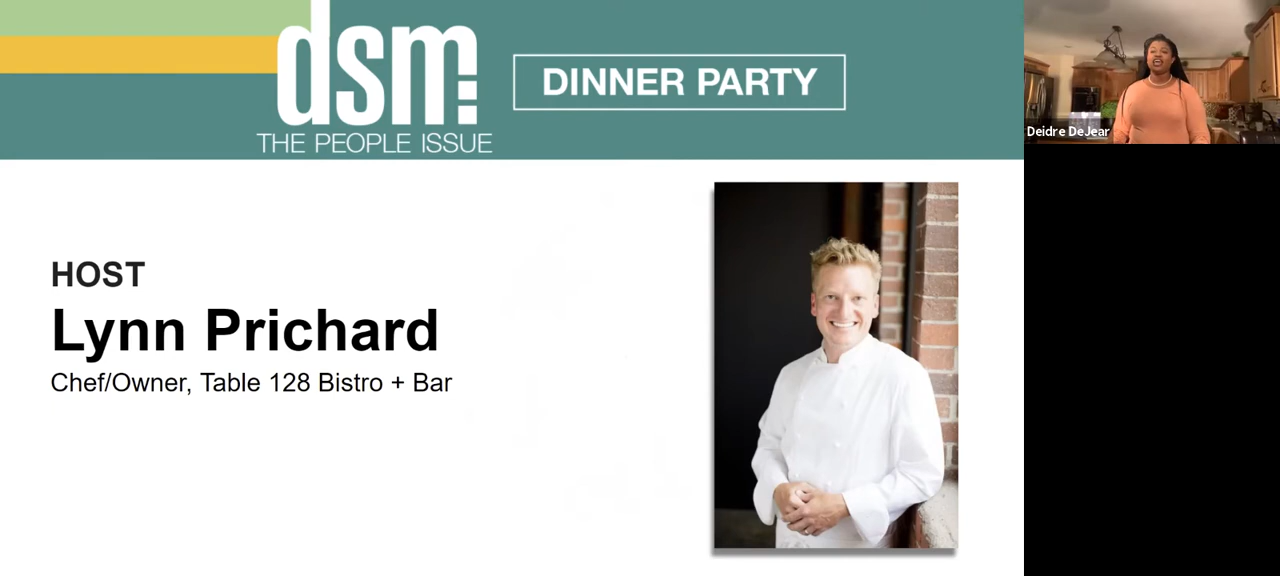 dsm:
THE PEOPLE ISSUE
DINNER PARTY
Deidre DeJear
HOST
Lynn Prichard
Chef/Owner, Table 128 Bistro + Bar